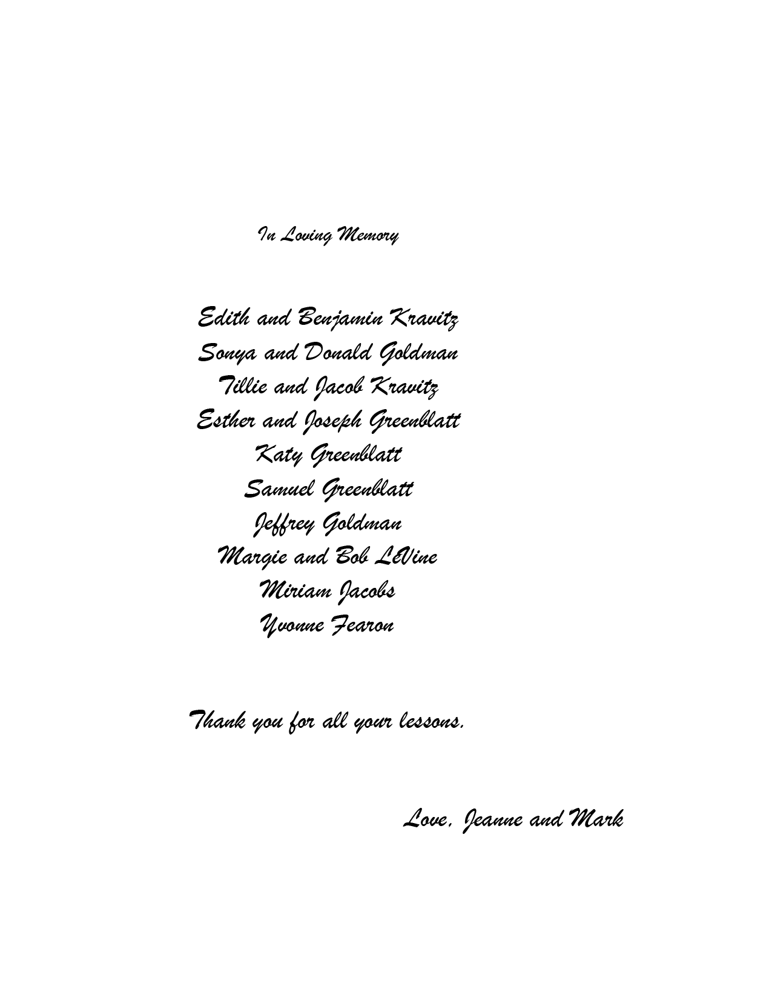 In Loving Memory
Edith and Benjamin Kravitz
Sonya and Donald Goldman
Tillie and Jacob Kravitz
Esther and Joseph Greenblatt
Katy Greenblatt
Samuel Greenblatt
Jeffrey Goldman
Margie and Bob LeVine
Miriam Jacobs
Yvonne Fearon
Thank you for all your lessons.
Love, Jeanne and Mark